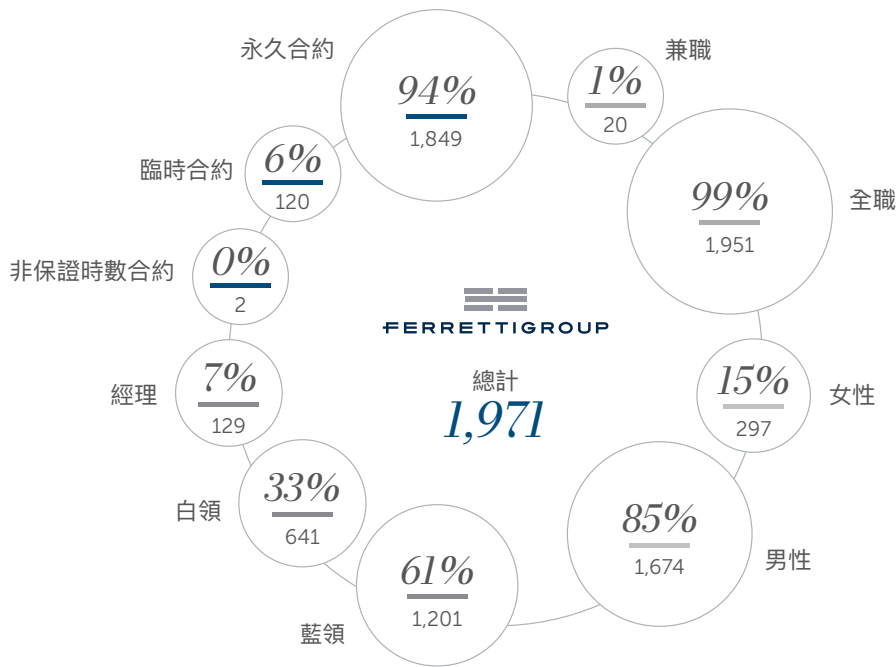 永久合約
94%
1,849
兼職
1%
20
全職
99%
1,951
女性
15%
297
男性
85%
1,674
藍領
61%
1,201
白領
33%
641
經理
7%
129
非保證時數合約
0%
2
臨時合約
6%
120
FERRETTIGROUP
總計
1,971